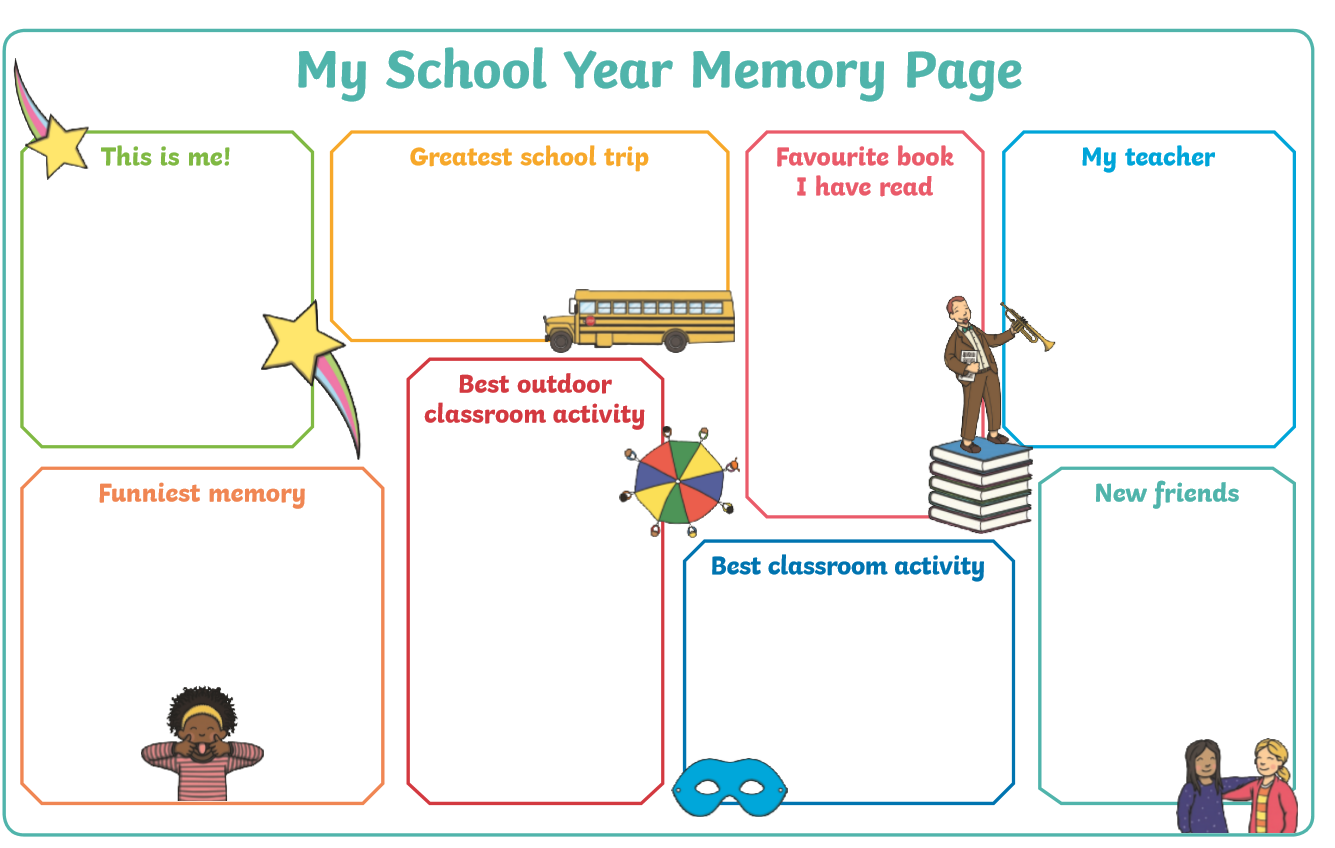 My School Year Memory Page
This is me!
Greatest school trip
Favourite book
I have read
My teacher
Best outdoor
classroom activity
Funniest memory
New friends
Best classroom activity